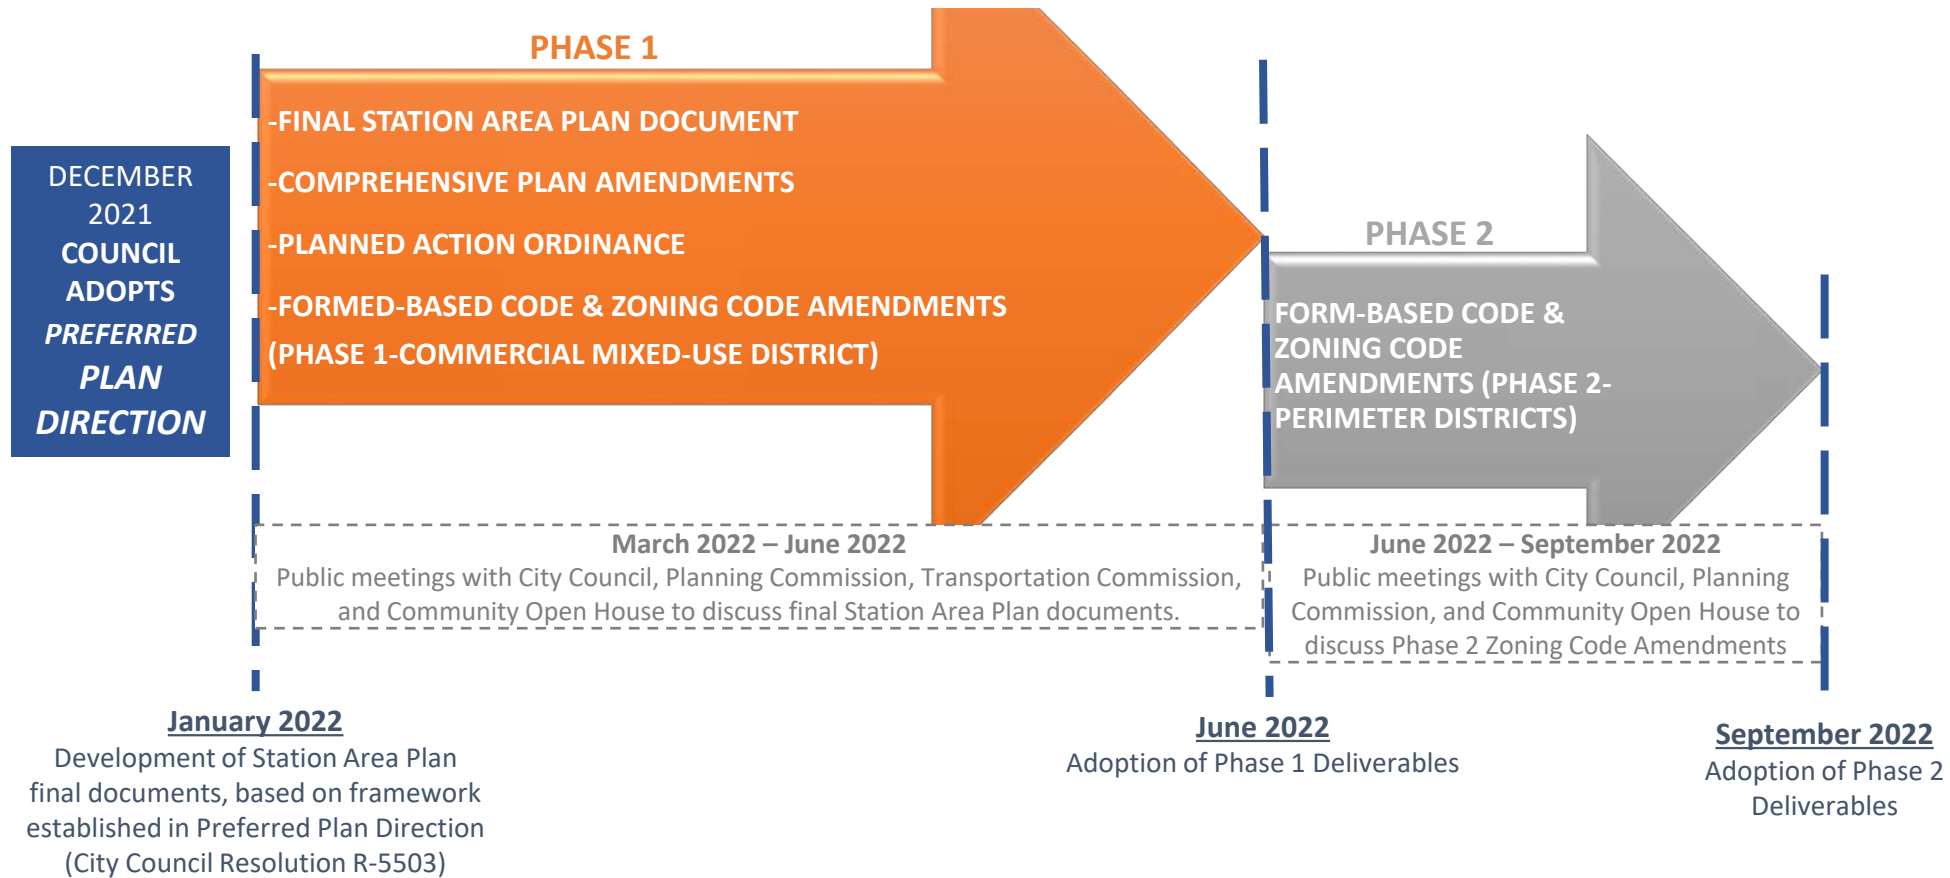 PHASE 1
-FINAL STATION AREA PLAN DOCUMENT
-COMPREHENSIVE PLAN AMENDMENTS
-PLANNED ACTION ORDINANCE
-FORMED-BASED CODE & ZONING CODE AMENDMENTS
(PHASE 1-COMMERCIAL MIXED-USE DISTRICT)
DECEMBER
2021
COUNCIL
ADOPTS
PREFERRED
PLAN
DIRECTION
PHASE 2
FORM-BASED CODE &
ZONING CODE
AMENDMENTS (PHASE 2-
PERIMETER DISTRICTS)
March 2022 – June 2022
Public meetings with City Council, Planning Commission, Transportation Commission,
and Community Open House to discuss final Station Area Plan documents.
June 2022 – September 2022
Public meetings with City Council, Planning
Commission, and Community Open House to
discuss Phase 2 Zoning Code Amendments
January 2022
Development of Station Area Plan
final documents, based on framework
established in Preferred Plan Direction
(City Council Resolution R-5503)
June 2022
Adoption of Phase 1 Deliverables
September 2022
Adoption of Phase 2
Deliverables